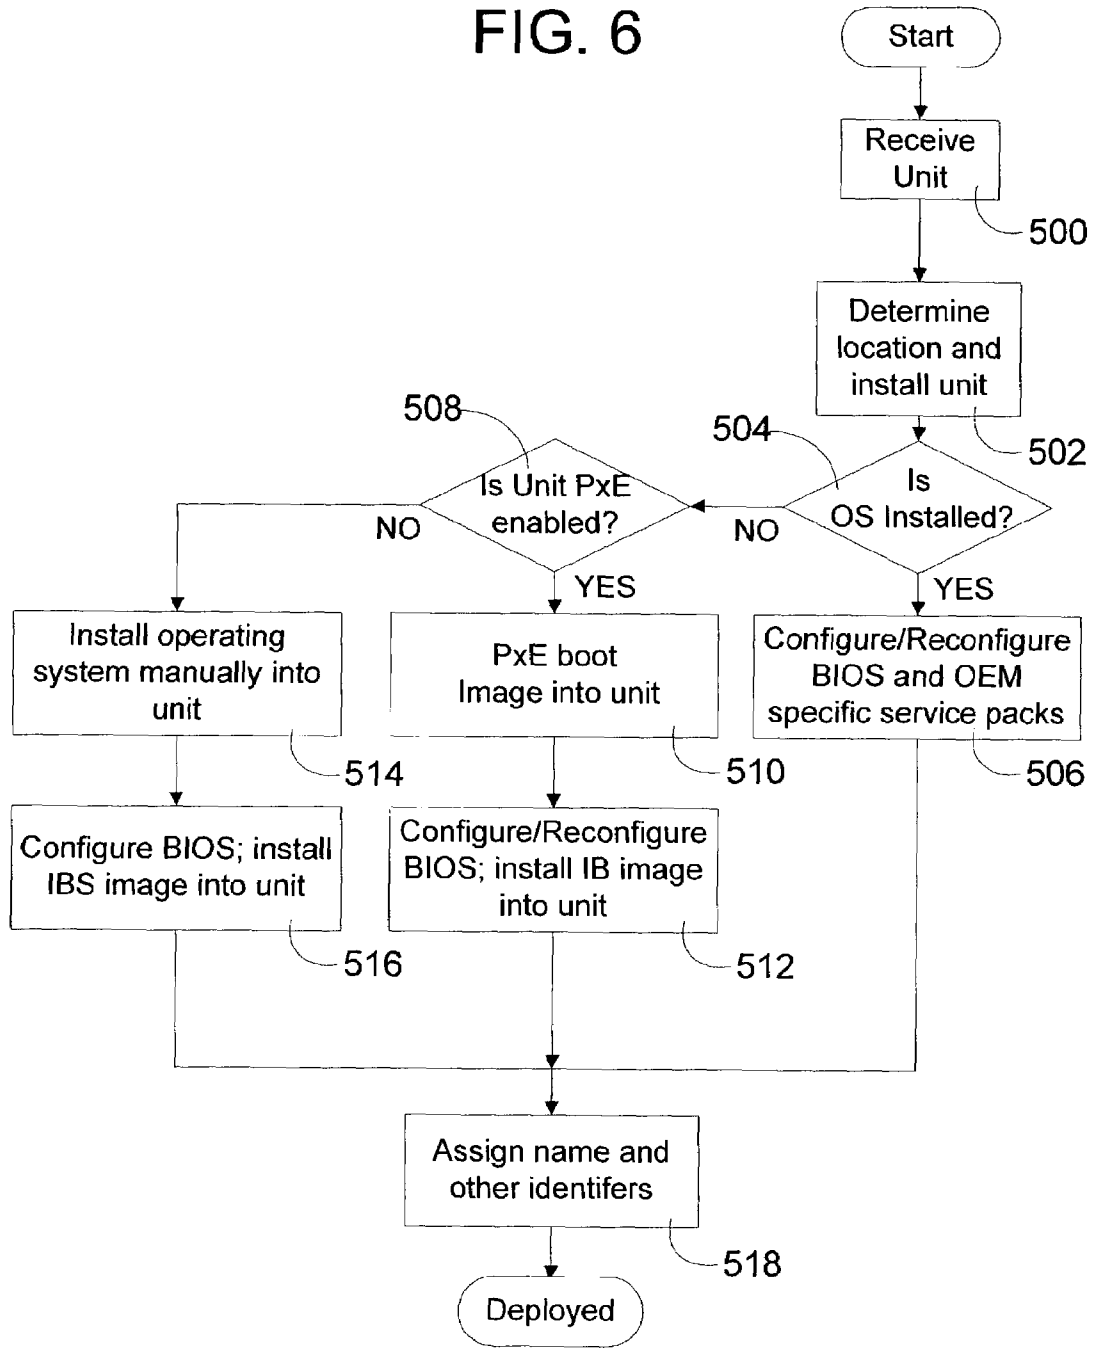 FIG. 6
Start
Receive
Unit
500
Determine
location and
install unit
502
504
Is
OS Installed?
NO
YES
508
Is Unit PxE
enabled?
NO
YES
Install operating
system manually into
unit
514
PxE boot
Image into unit
510
Configure/Reconfigure
BIOS and OEM
specific service packs
506
Configure BIOS; install
IBS image into unit
516
Configure/Reconfigure
BIOS; install IB image
into unit
512
Assign name and
other identifers
518
Deployed